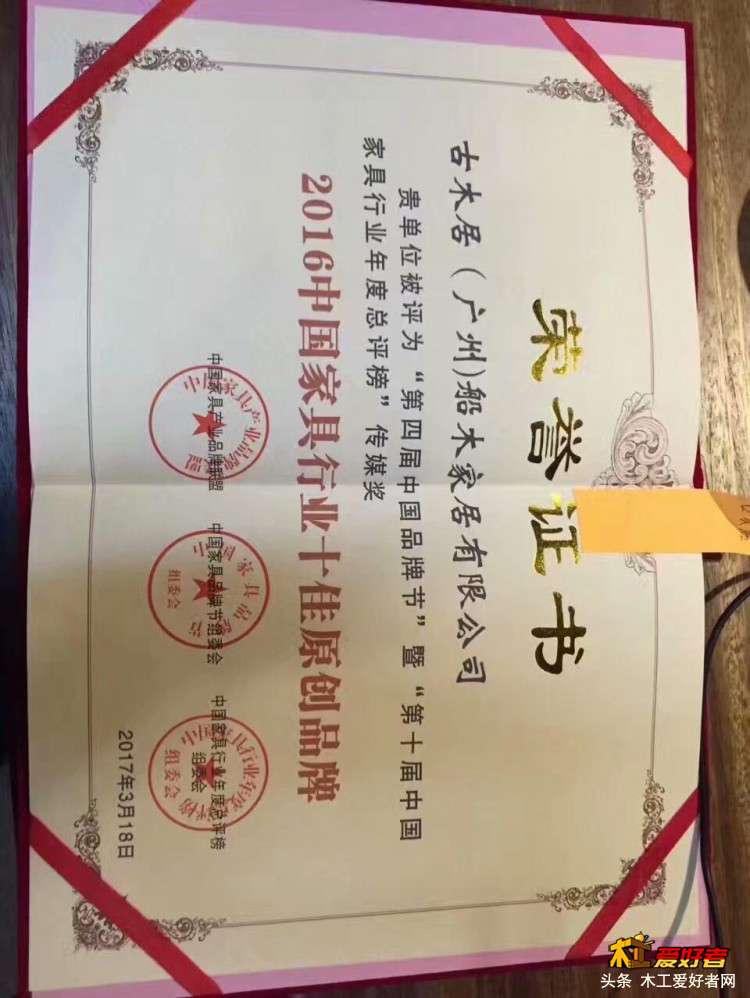 荣誉证书
古木居（广州)船木家居有限公司
贵单位被评为“第四届中国品牌节”暨“第十届中国
家具行业年度总评榜”传媒奖
2016中国家具行业十佳原创品牌
中国家具产业品牌联盟
中国家具品牌节组委会
中国家具行业年度总评榜
组委会
组委会
组委会
2017年3月18日
木工爱好者
头条 木工爱好者网